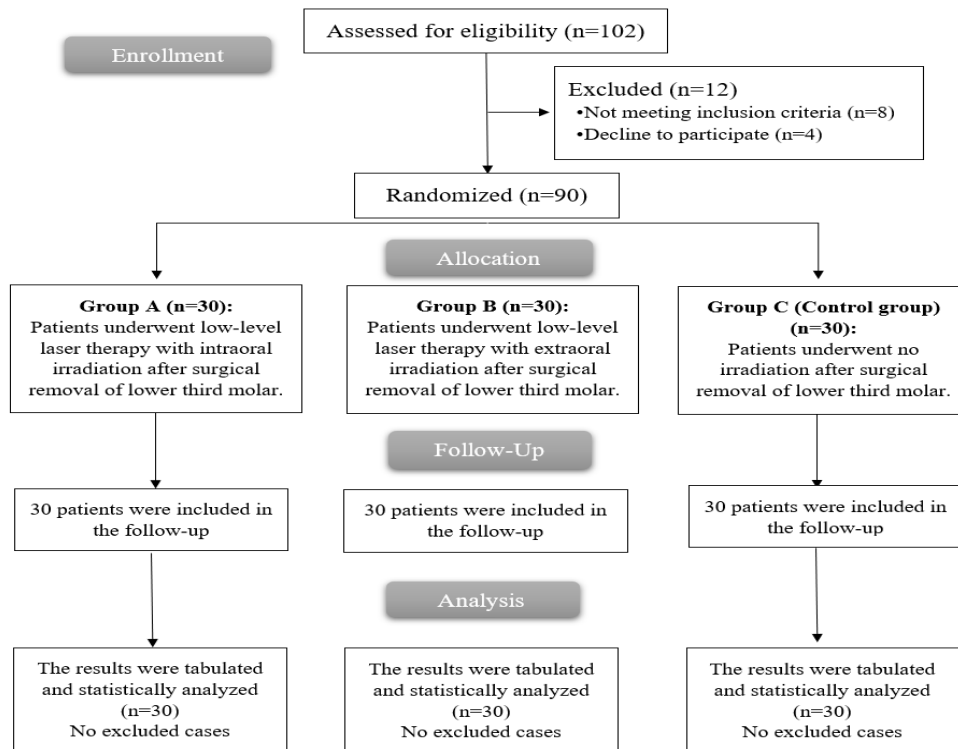 Assessed for eligibility (n=102)
Enrollment
Excluded (n=12)
•Not meeting inclusion criteria (n=8)
•Decline to participate (n=4)
Randomized (n=90)
Allocation
Group A (n=30):
Patients underwent low-level
laser therapy with intraoral
irradiation after surgical
removal of lower third molar.
Group B (n=30):
Patients underwent low-level
laser therapy with extraoral
irradiation after surgical
removal of lower third molar.
Group C (Control group)
(n=30):
Patients underwent no
irradiation after surgical
removal of lower third molar.
Follow-Up
30 patients were included in
the follow-up
30 patients were included in
the follow-up
30 patients were included in
the follow-up
Analysis
The results were tabulated
and statistically analyzed
(n=30)
No excluded cases
The results were tabulated
and statistically analyzed
(n=30)
No excluded cases
The results were tabulated
and statistically analyzed
(n=30)
No excluded cases